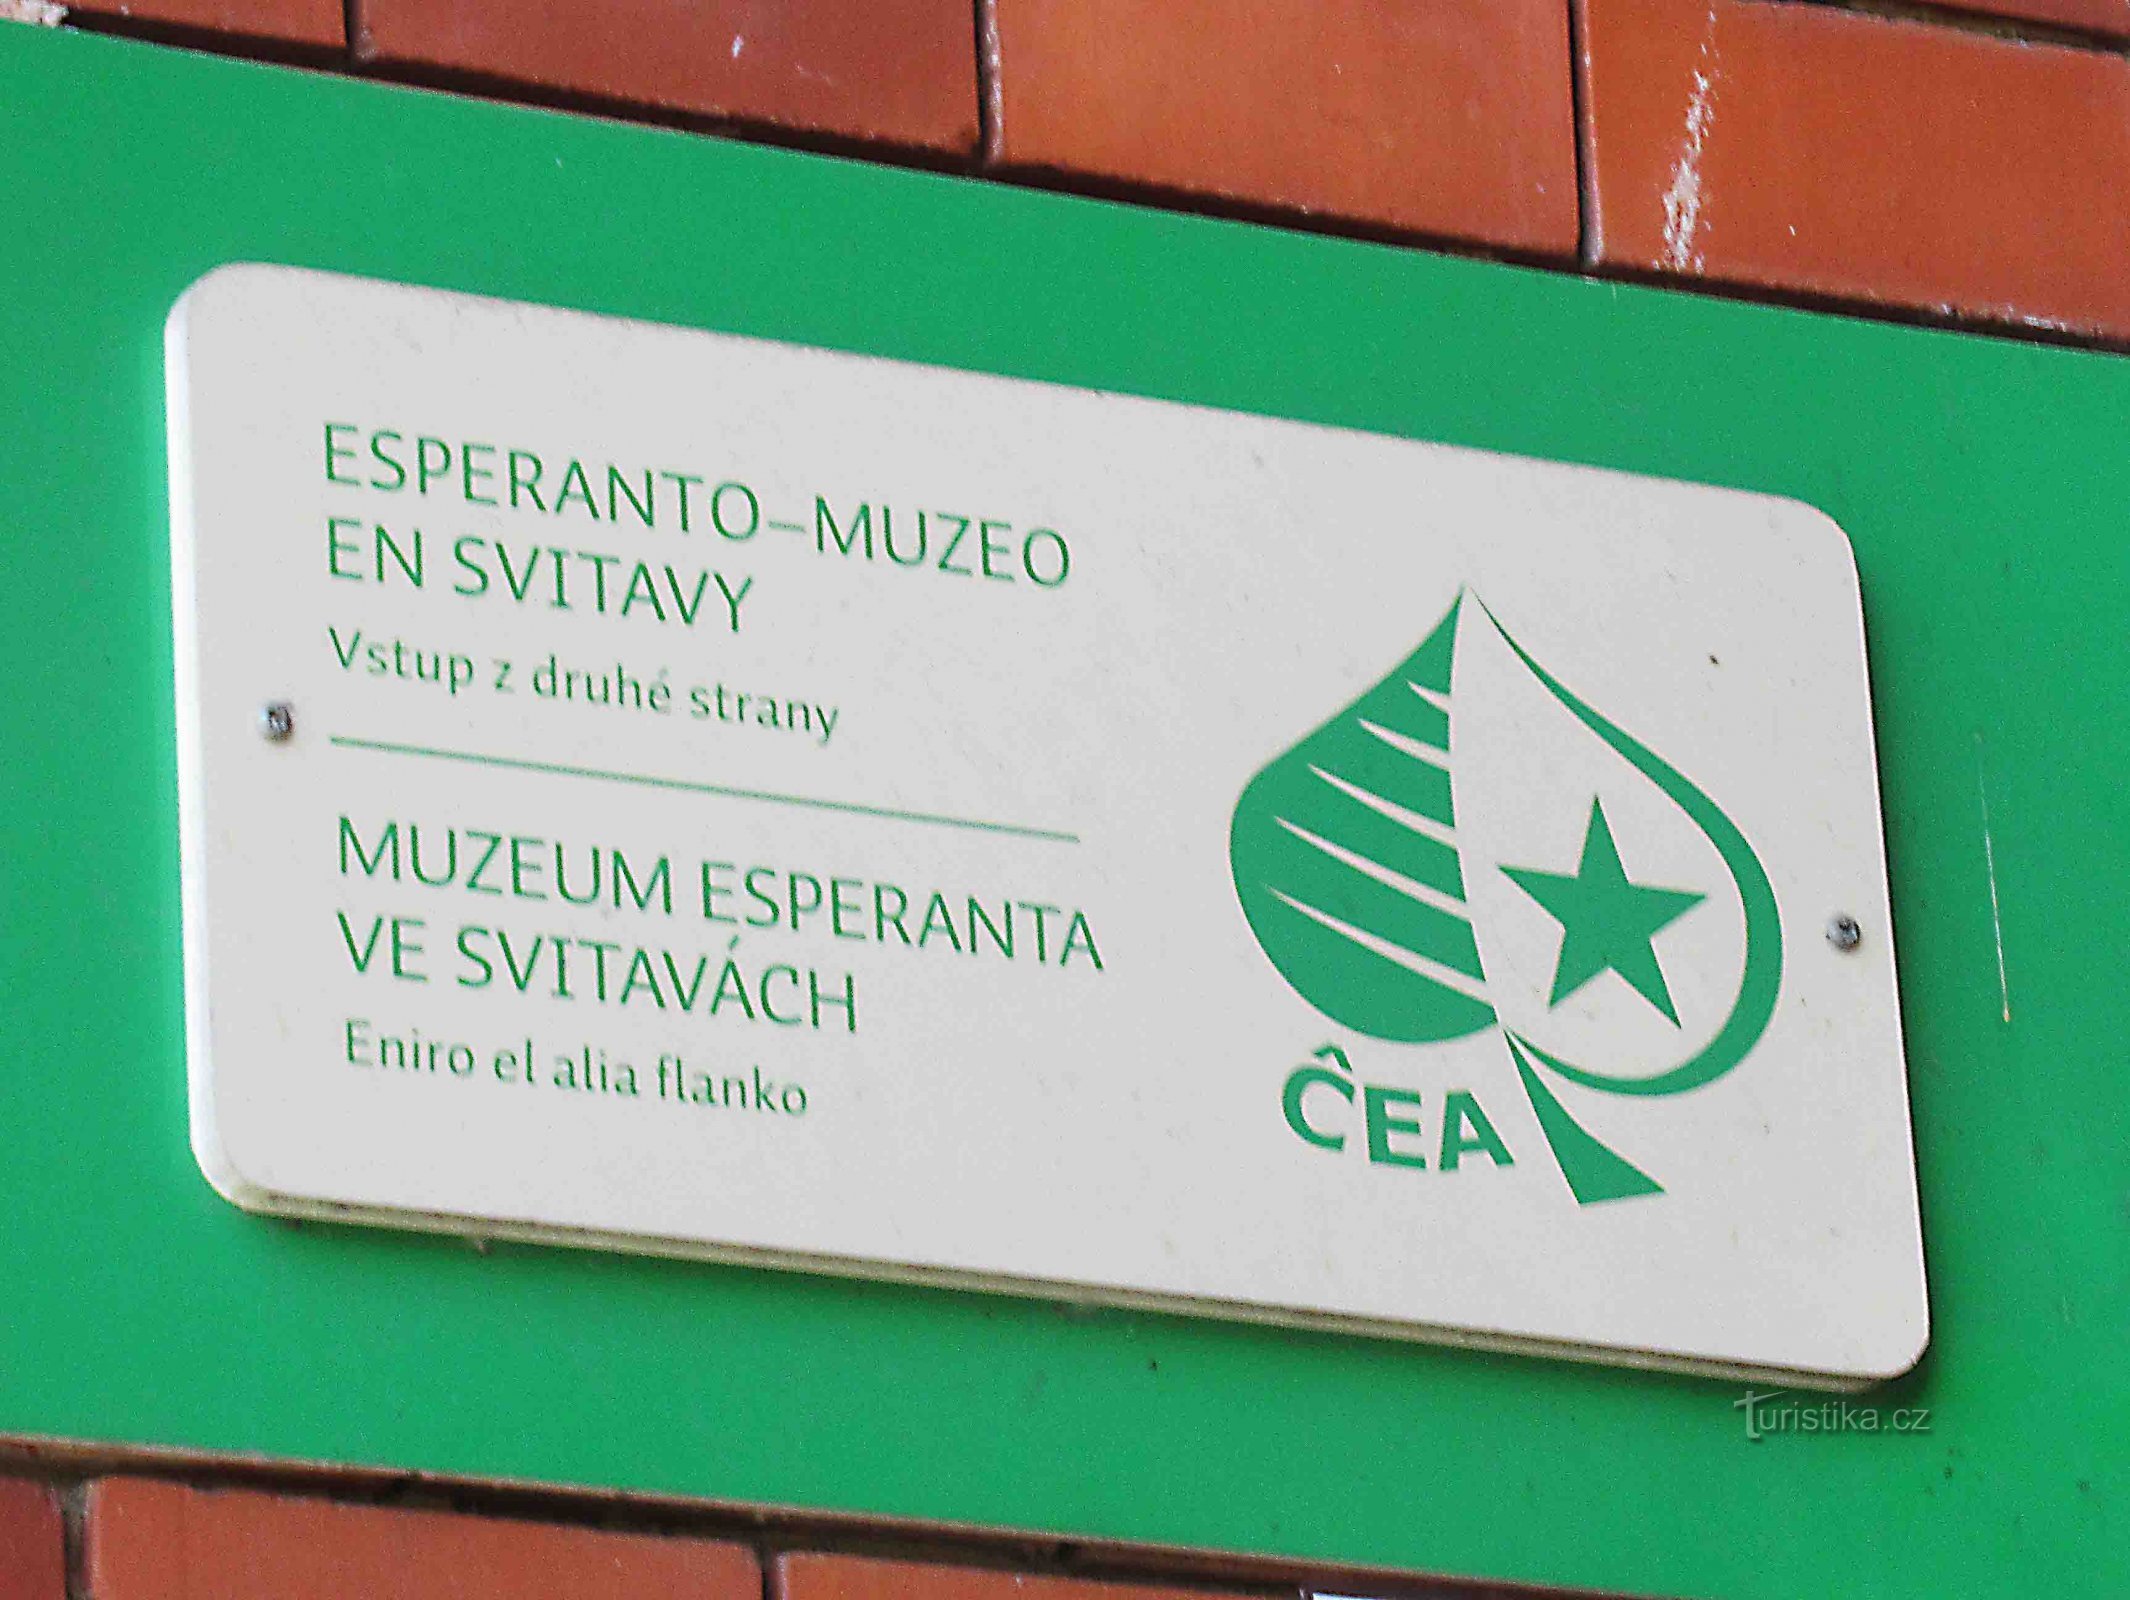 ESPERANTO–MUZEO
EN SVITAVY
Vstup z druhé strany
MUZEUM ESPERANTA
VE SVITAVÁCH
Eniro el alia flanko
ĈEA
Turistika.cz